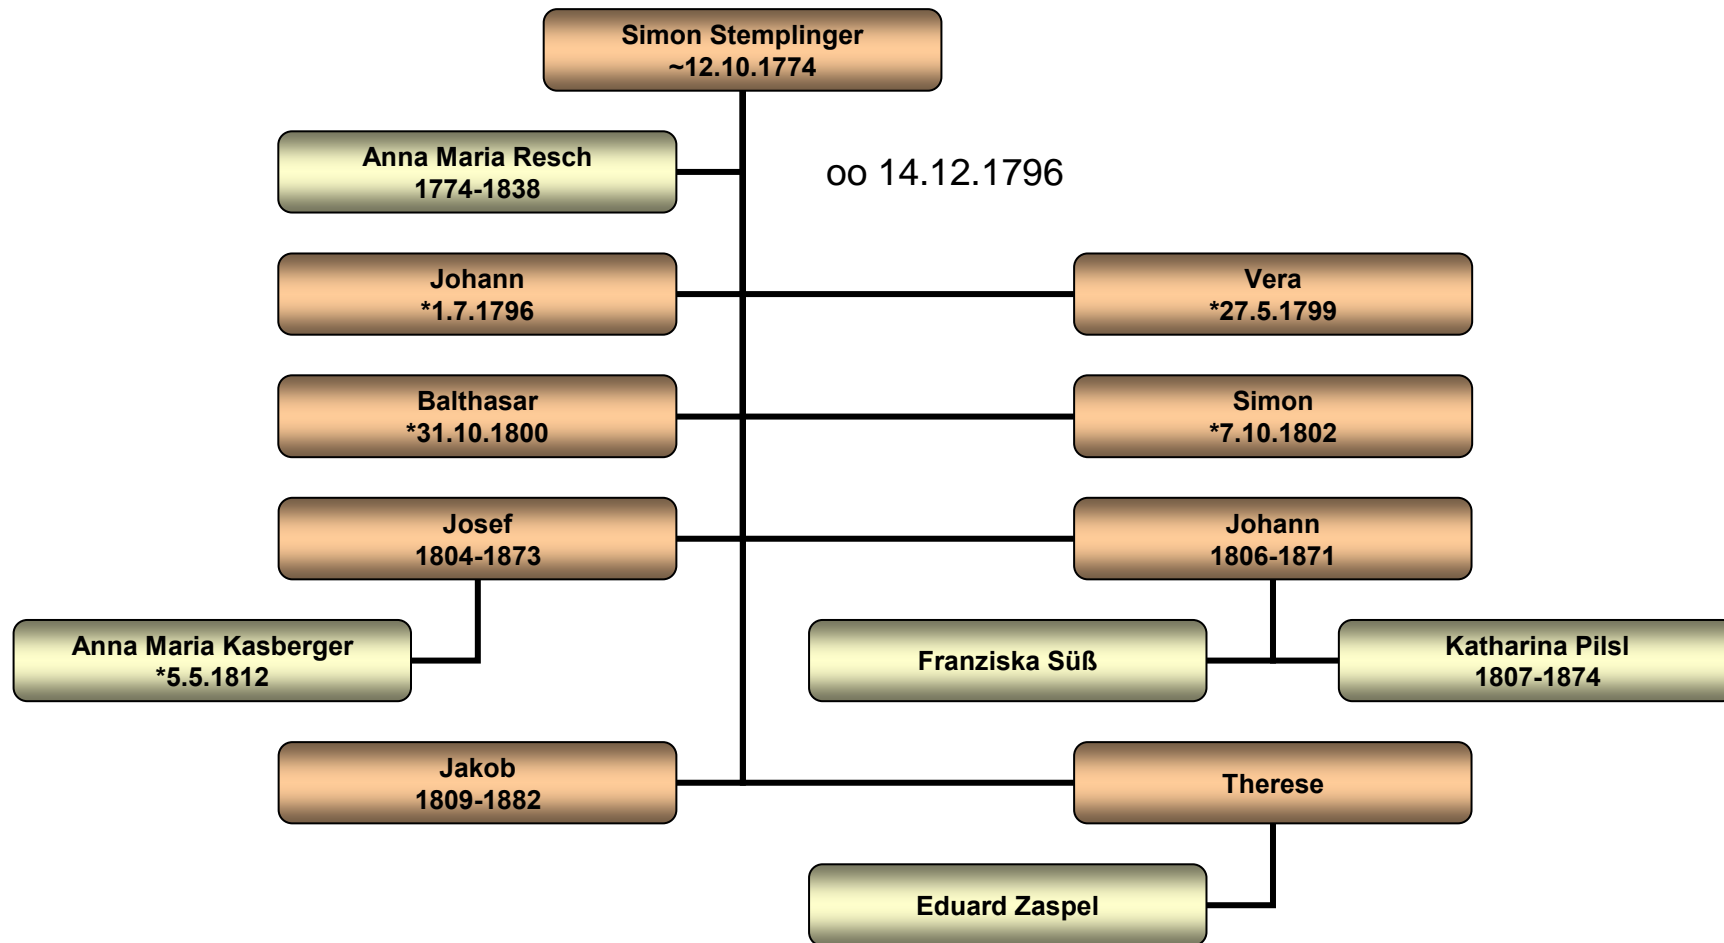 Simon Stemplinger
~12.10.1774
Anna Maria Resch
1774-1838
oo 14.12.1796
Johann
*1.7.1796
Vera
*27.5.1799
Balthasar
*31.10.1800
Simon
*7.10.1802
Josef
1804-1873
Johann
1806-1871
Anna Maria Kasberger
*5.5.1812
Franziska Süß
Katharina Pilsl
1807-1874
Jakob
1809-1882
Therese
Eduard Zaspel